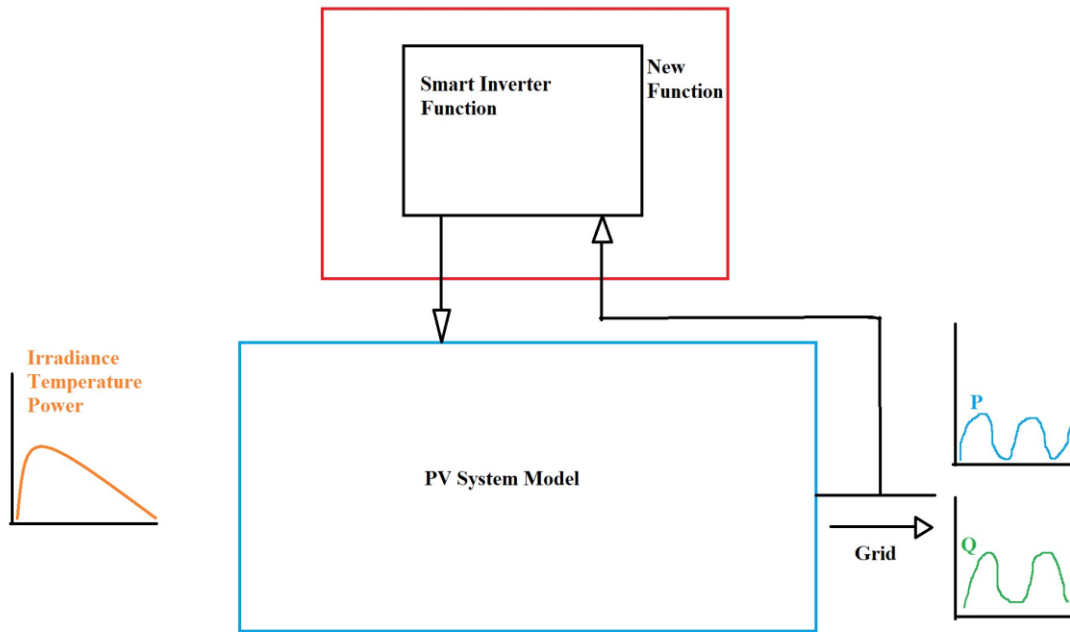 Smart Inverter
Function
New
Function
Irradiance
Temperature
Power
PV System Model
P
Q
Grid